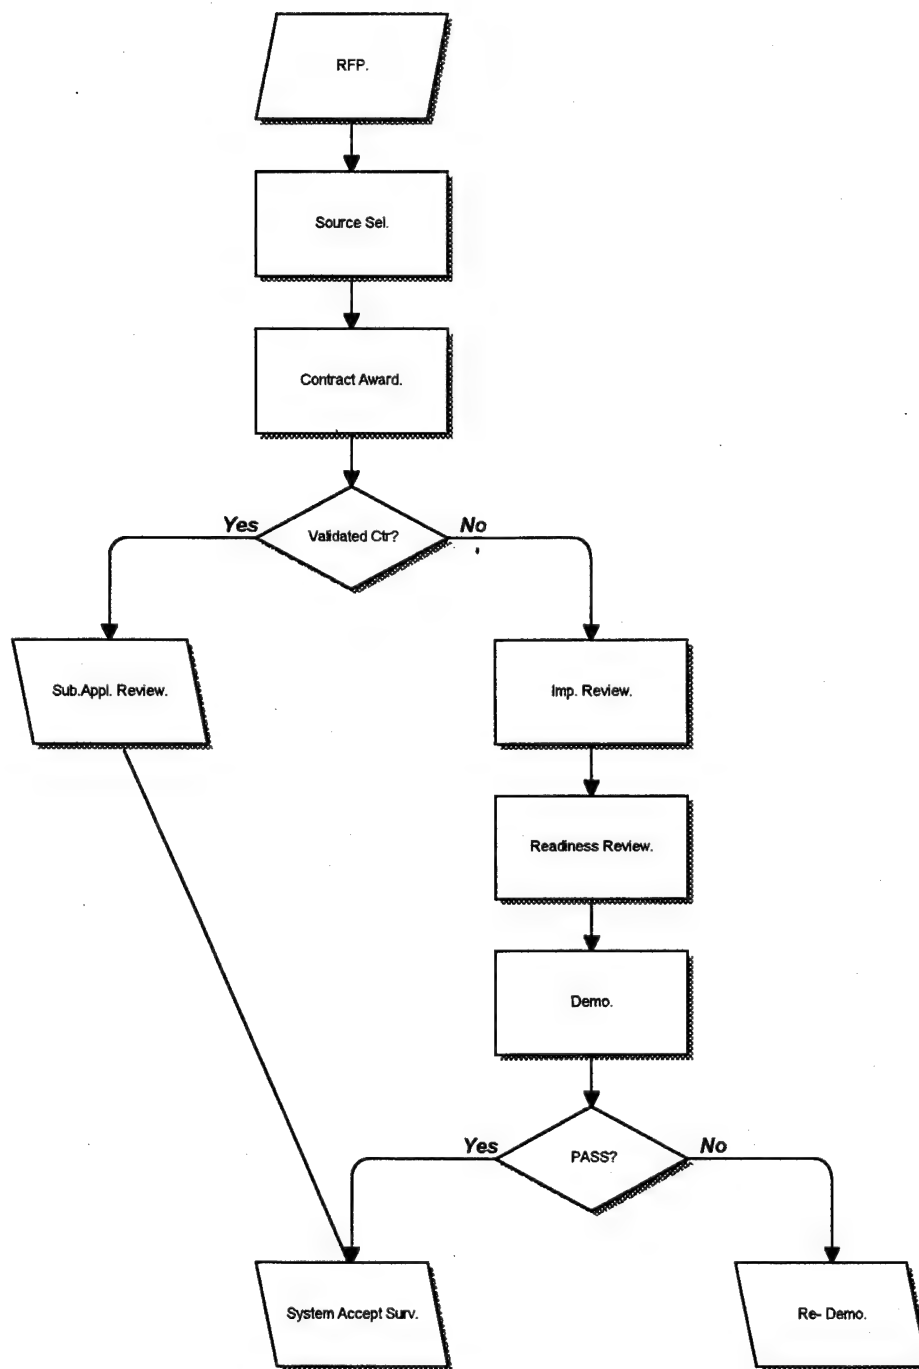 RFP.
Source Sel.
Contract Award.
Yes
Validated Ctr?
No
Sub.Appl. Review.
Imp. Review.
Readiness Review.
Demo.
Yes
PASS?
No
System Accept Surv.
Re- Demo.